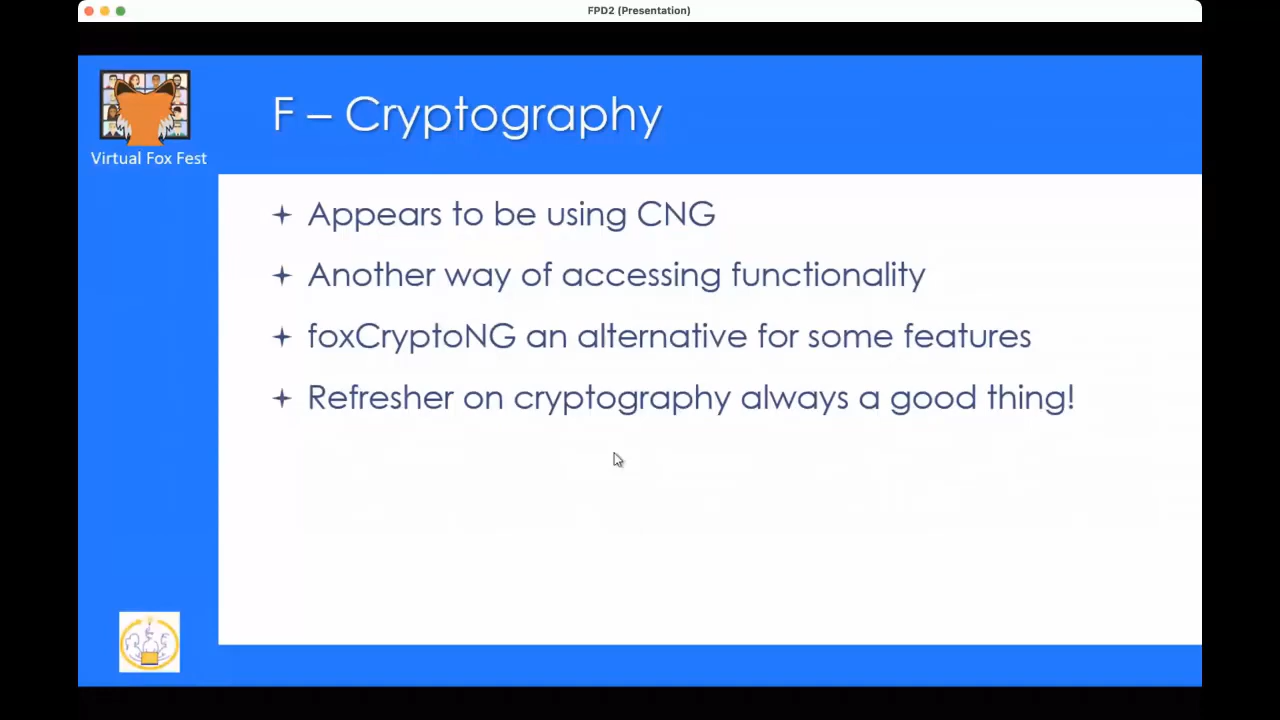 FPD2 (Presentation)
Virtual Fox Fest
F – Cryptography
Appears to be using CNG
Another way of accessing functionality
foxCryptoNG an alternative for some features
Refresher on cryptography always a good thing!